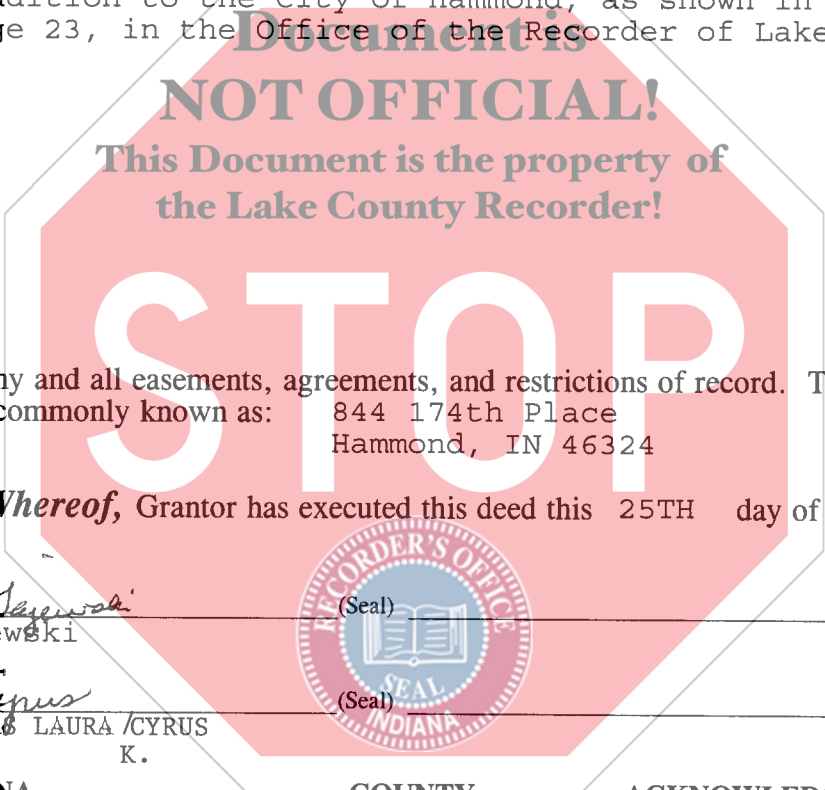 dition to the City of Hammond, as shown in
ge 23, in the Office of the Recorder of Lake
Document is
NOT OFFICIAL!
This Document is the property of
the Lake County Recorder!
STOP
ny and all easements, agreements, and restrictions of record. T
commonly known as: 844 174th Place
Hammond, IN 46324
Whereof, Grantor has executed this deed this 25TH day of
(Seal)
ewski
(Seal)
LAURA /CYRUS
K.
RECORDER'S OFFICE
SEAL
INDIANA
NA COUNTY